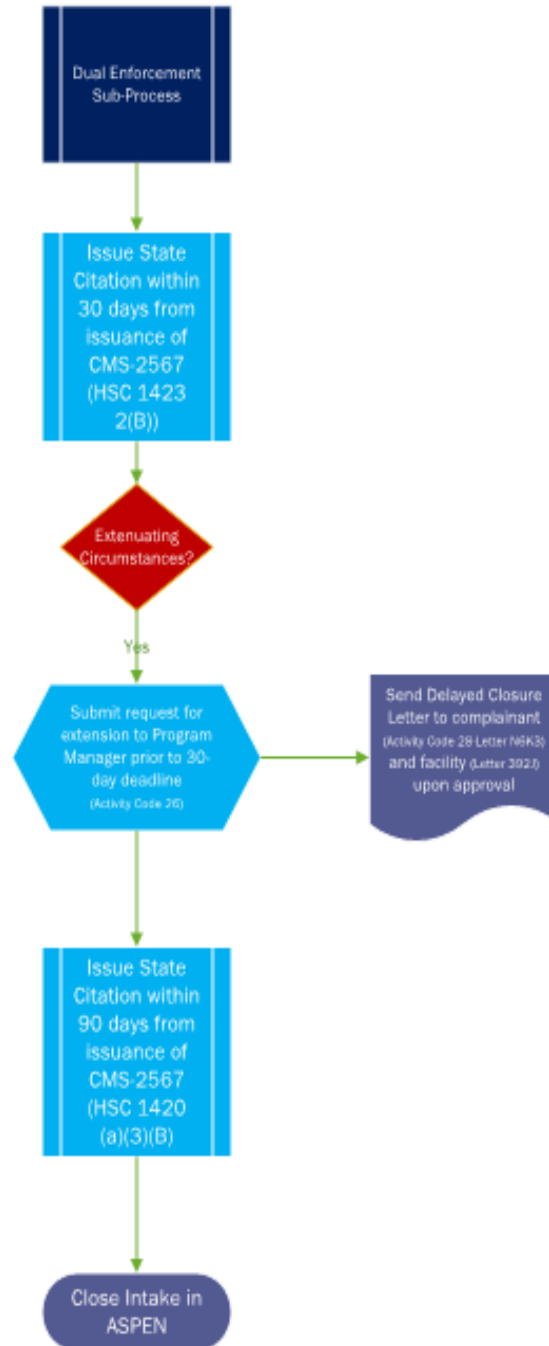 Dual Enforcement
Sub-Process
Issue State
Citation within
30 days from
issuance of
CMS-2567
(HSC 1423
2(B))
Extenuating
Circumstances?
Yes
Submit request for
extension to Program
Manager prior to 30-
day deadline
(Activity Code 26)
Send Delayed Closure
Letter to complainant
(Activity Code 28-Letter N6K3)
and facility (Letter 392J)
upon approval
Issue State
Citation within
90 days from
issuance of
CMS-2567
(HSC 1420
(a)(3)(B)
Close Intake in
ASPEN